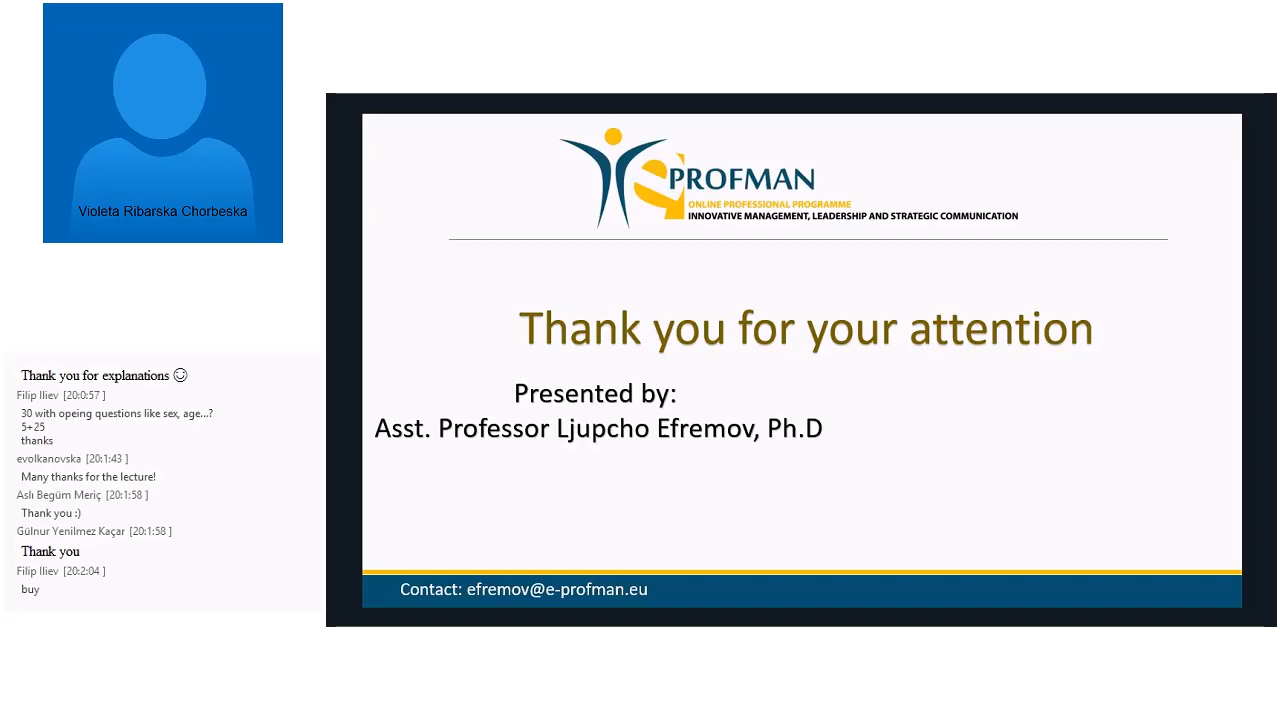 Violeta Ribarska Chorbeska
Thank you for explanations
Filip Iliev [20:0:57 ]
30 with opeing questions like sex, age...?
5+25
thanks
evolkanovska [20:1:43 ]
Many thanks for the lecture!
Aslı Begüm Meriç [20:1:58 ]
Thank you :)
Gülnur Yenilmez Kaçar [20:1:58 ]
Thank you
Filip Iliev [20:2:04 ]
buy
ePROFMAN
ONLINE PROFESSIONAL PROGRAMME
INNOVATIVE MANAGEMENT, LEADERSHIP AND STRATEGIC COMMUNICATION
Thank you for your attention
Presented by:
Asst. Professor Ljupcho Efremov, Ph.D
Contact: efremov@e-profman.eu